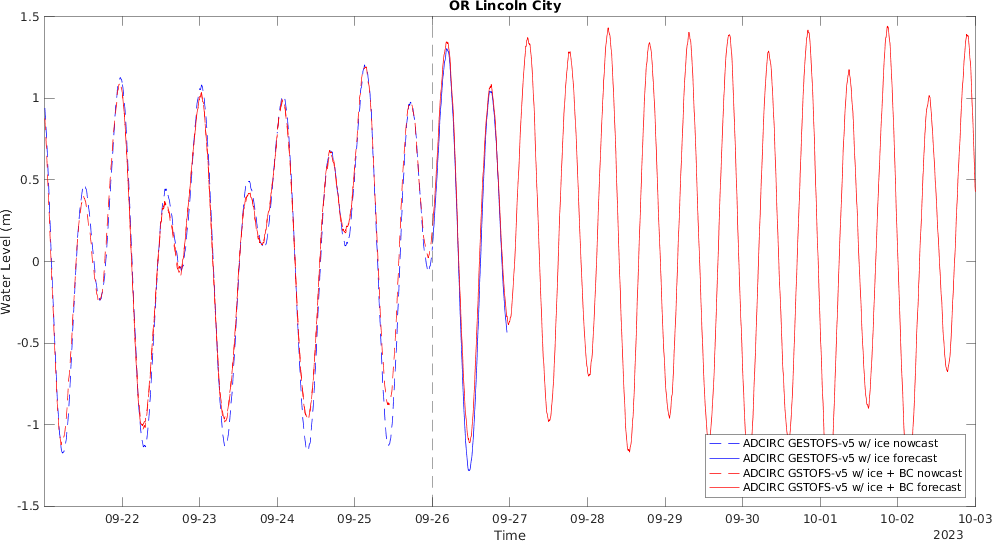 OR Lincoln City
1.5
1
0.5
0
-0.5
-1
-1.5
Water Level (m)
09-22 09-23 09-24 09-25 09-26 09-27 09-28 09-29 09-30 10-01 10-02 10-03
Time
2023
ADCIRC GESTOFS-v5 w/ ice nowcast
ADCIRC GESTOFS-v5 w/ ice forecast
ADCIRC GSTOFS-v5 w/ ice + BC nowcast
ADCIRC GSTOFS-v5 w/ ice + BC forecast